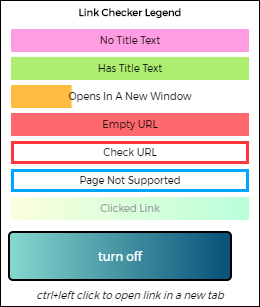 Link Checker Legend
No Title Text
Has Title Text
Opens In A New Window
Empty URL
Check URL
Page Not Supported
Clicked Link
turn off
ctrl+left click to open link in a new tab